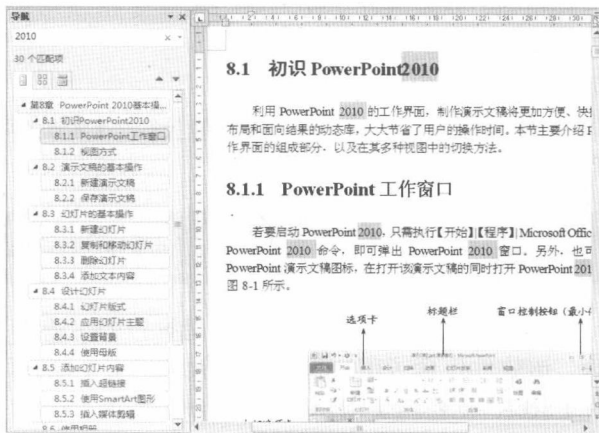 导航
2010
30 个匹配项
第8章 PowerPoint 2010基本操...
8.1 初识PowerPoint2010
8.1.1 PowerPoint工作窗口
8.1.2 视图方式
8.2 演示文稿的基本操作
8.2.1 新建演示文稿
8.2.2 保存演示文稿
8.3 幻灯片的基本操作
8.3.1 新建幻灯片
8.3.2 复制和移动幻灯片
8.3.3 删除幻灯片
8.3.4 添加文本内容
8.4 设计幻灯片
8.4.1 幻灯片版式
8.4.2 应用幻灯片主题
8.4.3 设置背景
8.4.4 使用母版
8.5 添加幻灯片内容
8.5.1 插入超链接
8.5.2 使用SmartArt图形
8.5.3 插入媒体剪辑
8.6 使用相册
8.1 初识 PowerPoint2010
利用 PowerPoint 2010 的工作界面，制作演示文稿将更加方便、快
布局和面向结果的动态库，大大节省了用户的操作时间。本节主要介绍 P
作界面的组成部分，以及在其多种视图中的切换方法。
8.1.1 PowerPoint 工作窗口
若要启动 PowerPoint 2010，只需执行【开始】|【程序】| Microsoft Offic
PowerPoint 2010 命令，即可弹出 PowerPoint 2010 窗口。另外，也可
PowerPoint 演示文稿图标，在打开该演示文稿的同时打开 PowerPoint 201
图 8-1 所示。
选项卡 标题栏 窗口控制按钮（最小